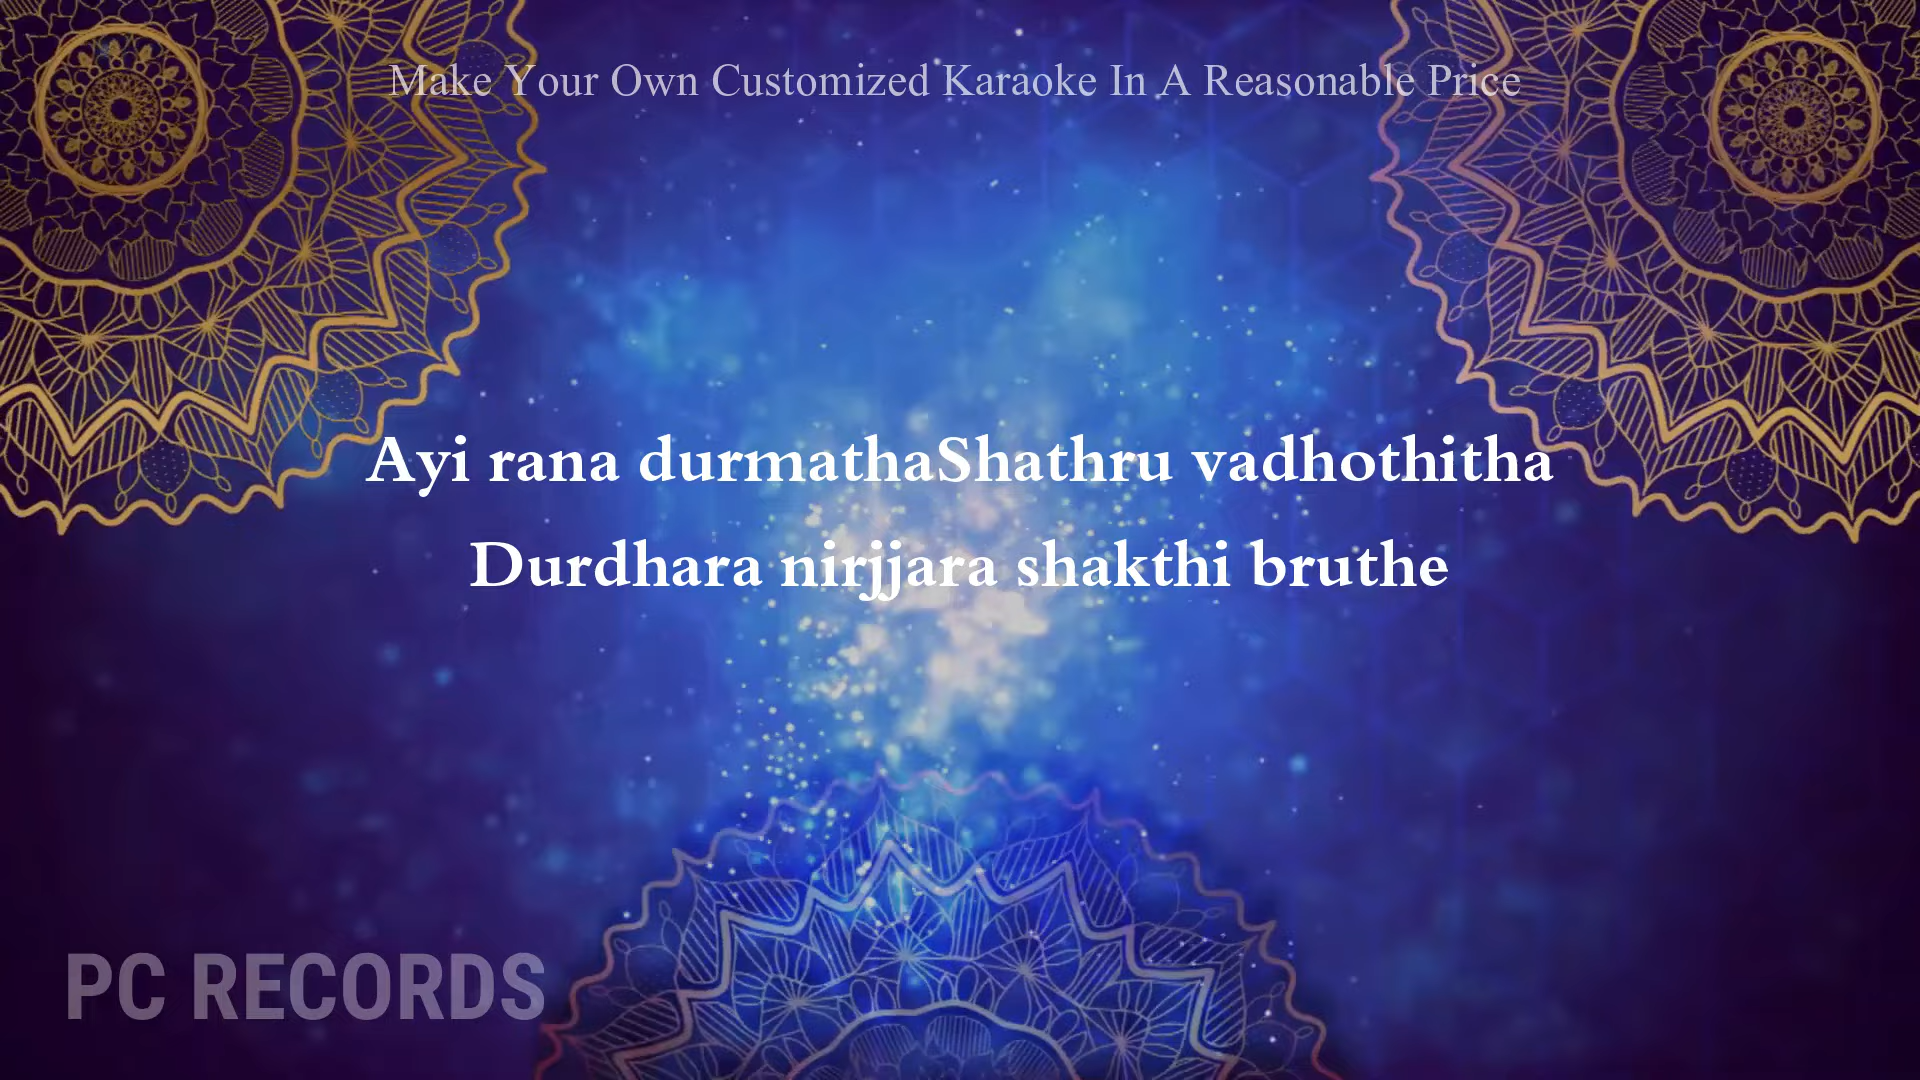 Make Your Own Customized Karaoke In A Reasonable Price
Ayi rana durmathaShathru vadhothitha
Durdhara nirjjara shakthi bruthe
PC RECORDS